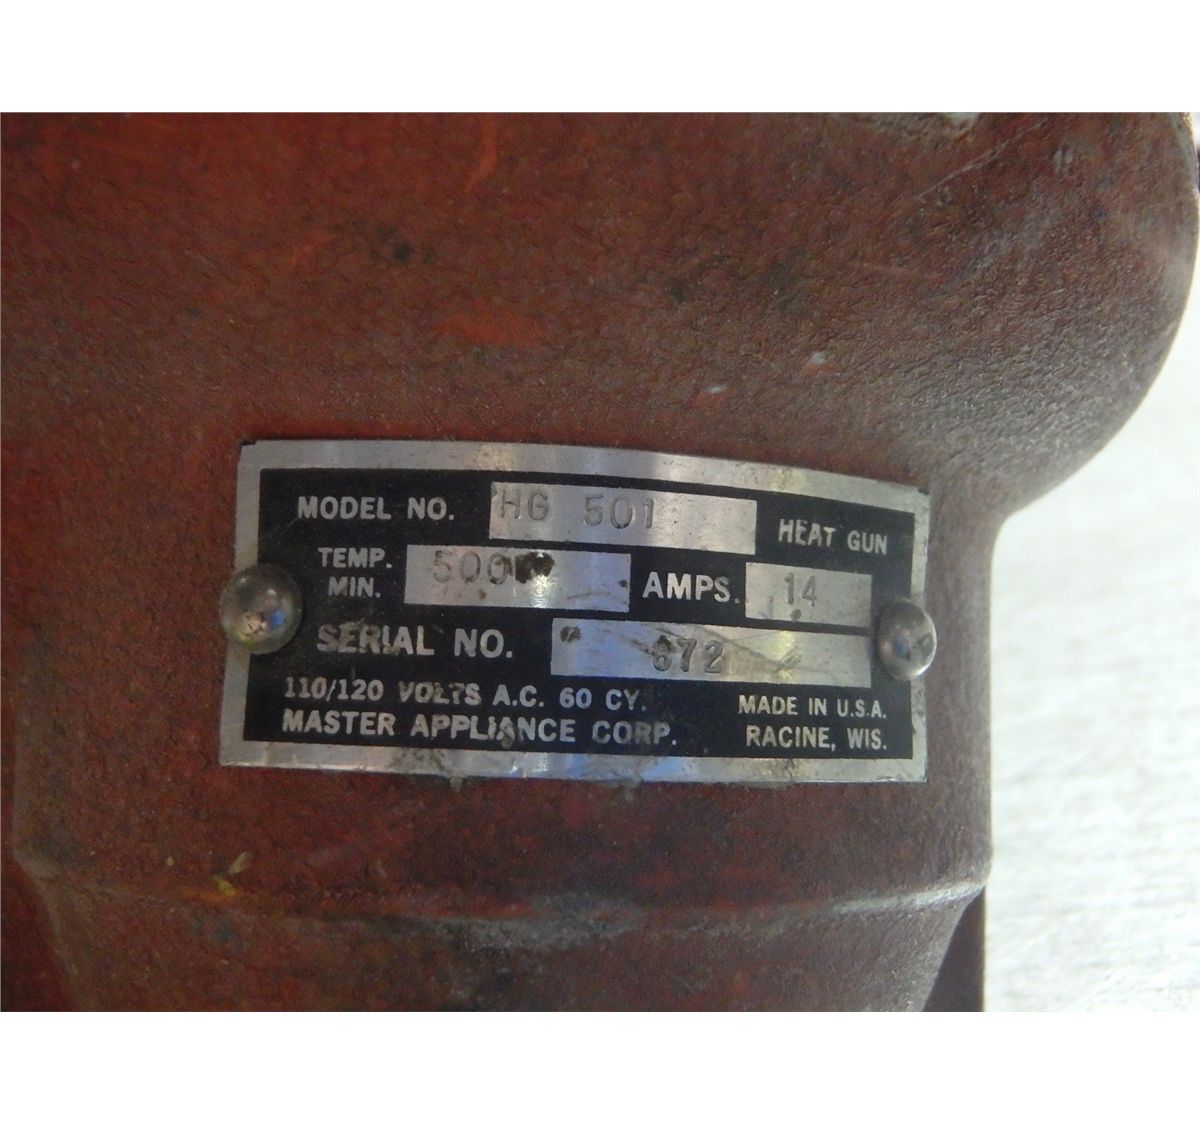 MODEL NO. HG 501 HEAT GUN
TEMP. MIN. 500 AMPS. 14
SERIAL NO. 672
110/120 VOLTS A.C. 60 CY. MADE IN U.S.A.
MASTER APPLIANCE CORP. RACINE, WIS.